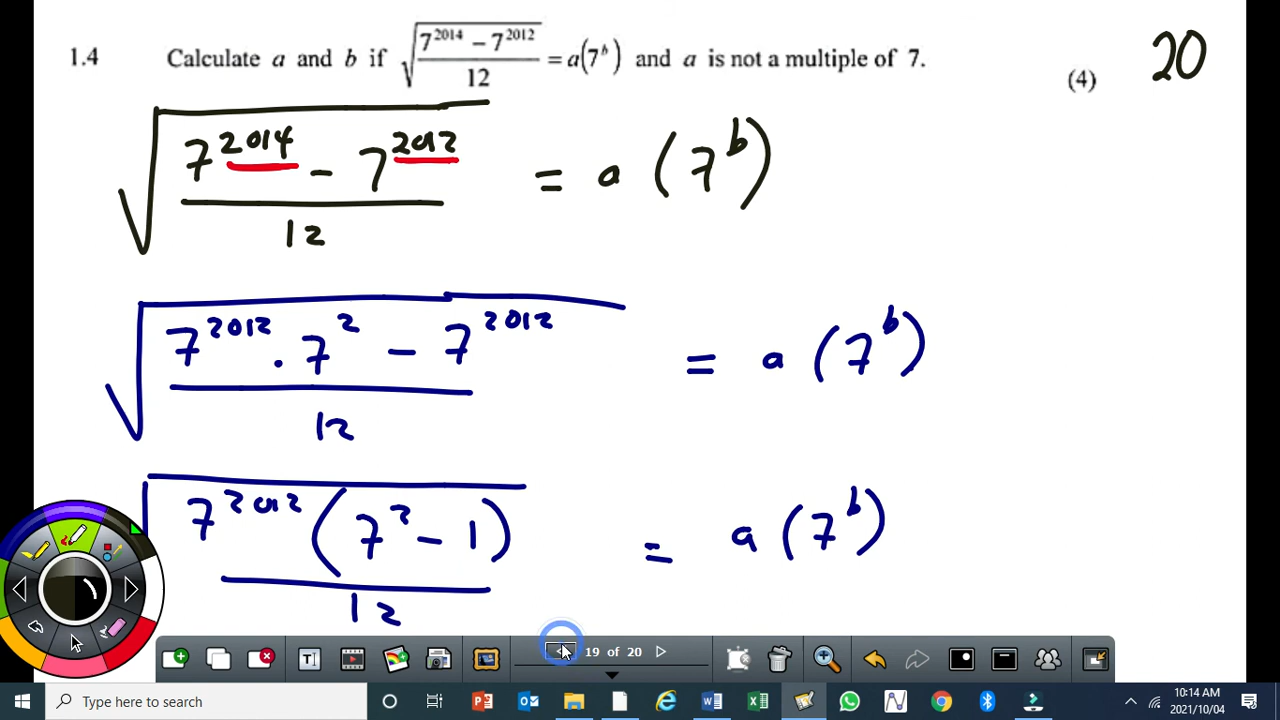 1.4 Calculate a and b if √((7^2014 − 7^2012)/12) = a(7^b) and a is not a multiple of 7. (4)
20
√((7^2014 − 7^2012)/12) = a(7^b)
√((7^2012 . 7^2 − 7^2012)/12) = a(7^b)
√((7^2012(7^2 − 1))/12) = a(7^b)
19 of 20
Type here to search
10:14 AM
2021/10/04